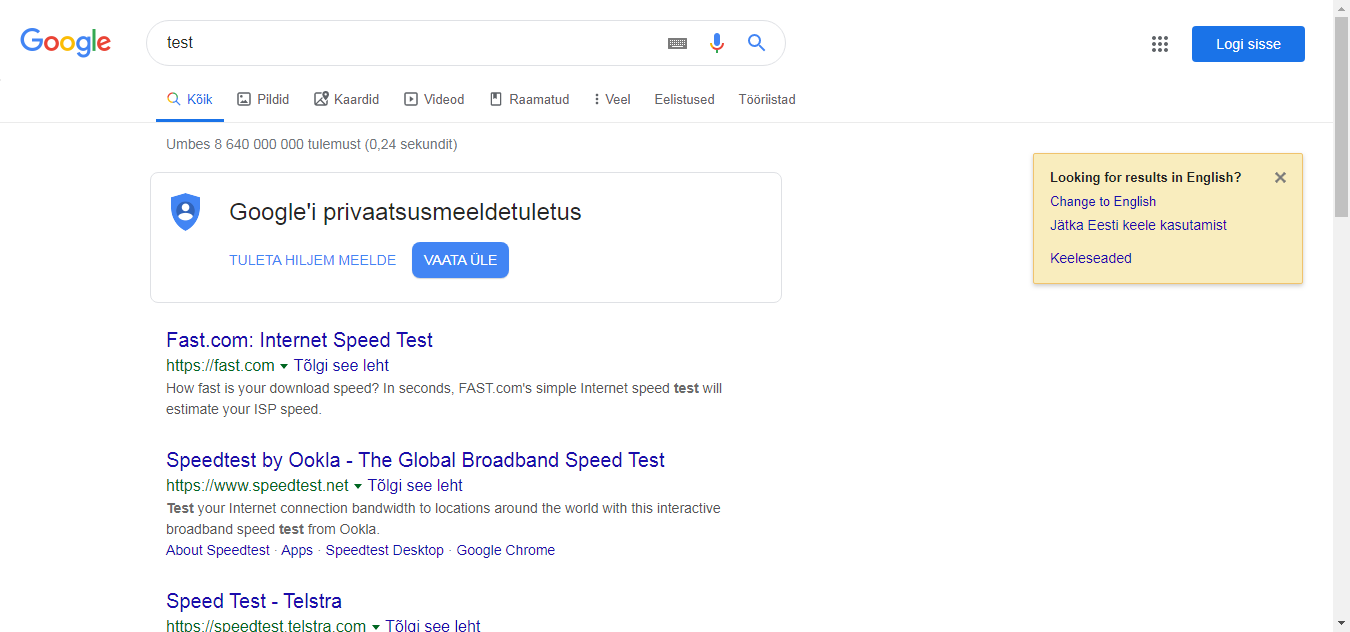 Google
test
Logi sisse
Kõik
Pildid
Kaardid
Videod
Raamatud
Veel
Eelistused
Tööriistad
Umbes 8 640 000 000 tulemust (0,24 sekundit)
Google'i privaatsusmeeldetuletus
TULETA HILJEM MEELDE
VAATA ÜLE
Looking for results in English?
Change to English
Jätka Eesti keele kasutamist
Keeleseaded
Fast.com: Internet Speed Test
https://fast.com Tõlgi see leht
How fast is your download speed? In seconds, FAST.com's simple Internet speed test will
estimate your ISP speed.
Speedtest by Ookla - The Global Broadband Speed Test
https://www.speedtest.net Tõlgi see leht
Test your Internet connection bandwidth to locations around the world with this interactive
broadband speed test from Ookla.
About Speedtest · Apps · Speedtest Desktop · Google Chrome
Speed Test - Telstra
https://speedtest.telstra.com Tõlgi see leht